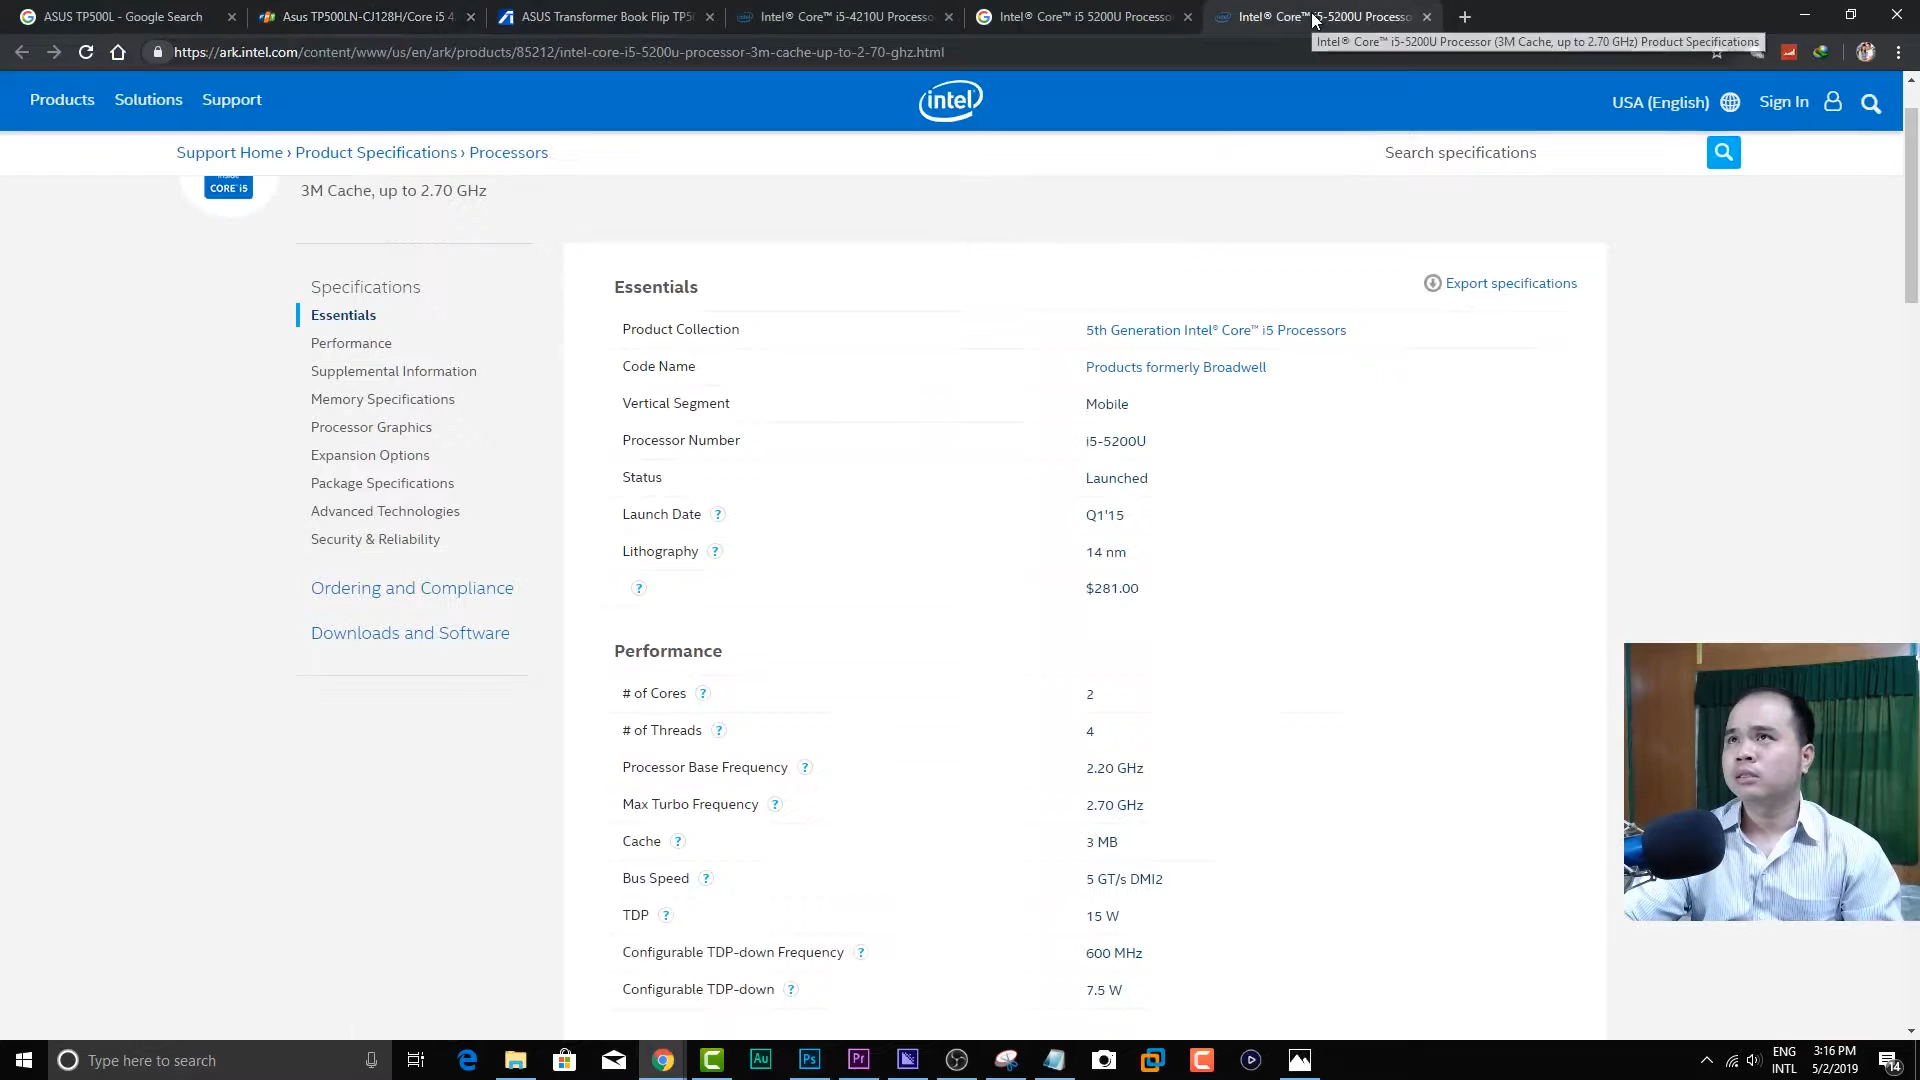 ASUS TP500L - Google Search
Asus TP500LN-CJ128H/Core i5 4
ASUS Transformer Book Flip TP50
Intel® Core™ i5-4210U Processo
Intel® Core™ i5 5200U Processo
Intel® Core™ i5-5200U Processo
Intel® Core™ i5-5200U Processor (3M Cache, up to 2.70 GHz) Product Specifications
https://ark.intel.com/content/www/us/en/ark/products/85212/intel-core-i5-5200u-processor-3m-cache-up-to-2-70-ghz.html
Products Solutions Support
intel
USA (English) Sign In
Support Home › Product Specifications › Processors
Search specifications
CORE i5
3M Cache, up to 2.70 GHz
Specifications
Essentials
Performance
Supplemental Information
Memory Specifications
Processor Graphics
Expansion Options
Package Specifications
Advanced Technologies
Security & Reliability
Ordering and Compliance
Downloads and Software
Essentials
Export specifications
Product Collection 5th Generation Intel® Core™ i5 Processors
Code Name Products formerly Broadwell
Vertical Segment Mobile
Processor Number i5-5200U
Status Launched
Launch Date ? Q1'15
Lithography ? 14 nm
? $281.00
Performance
# of Cores ? 2
# of Threads ? 4
Processor Base Frequency ? 2.20 GHz
Max Turbo Frequency ? 2.70 GHz
Cache ? 3 MB
Bus Speed ? 5 GT/s DMI2
TDP ? 15 W
Configurable TDP-down Frequency ? 600 MHz
Configurable TDP-down ? 7.5 W
Type here to search
Au
Ps
Pr
ENG
INTL
3:16 PM
5/2/2019
14